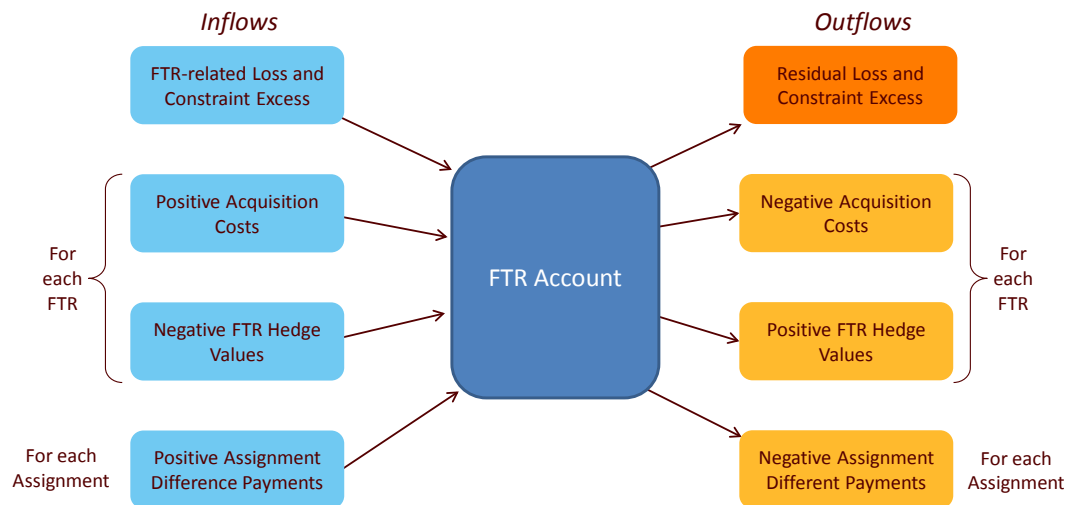 Inflows
Outflows
FTR-related Loss and
Constraint Excess
Residual Loss and
Constraint Excess
Positive Acquisition
Costs
Negative Acquisition
Costs
For
each
FTR
FTR Account
For
each
FTR
Negative FTR Hedge
Values
Positive FTR Hedge
Values
For each
Assignment
Positive Assignment
Difference Payments
Negative Assignment
Different Payments
For each
Assignment